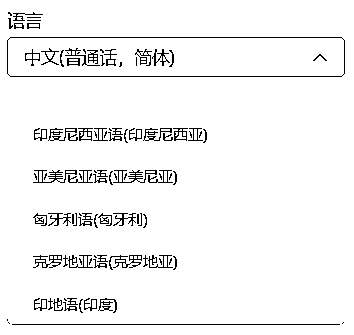 语言
中文(普通话，简体)
印度尼西亚语(印度尼西亚)
亚美尼亚语(亚美尼亚)
匈牙利语(匈牙利)
克罗地亚语(克罗地亚)
印地语(印度)